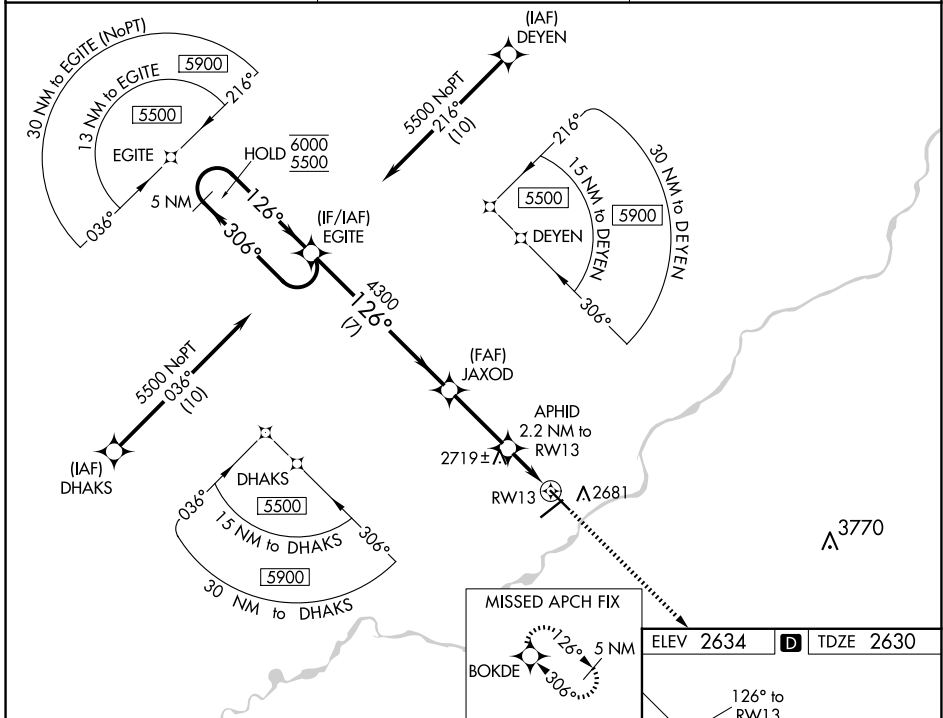 30 NM to EGITE (NoPT)
13 NM to EGITE
5900
5500
216°
EGITE
036°
(IAF)
DEYEN
5500 NoPT
216°
(10)
HOLD 6000
5500
5 NM
126°
306°
(IF/IAF)
EGITE
216°
15 NM to DEYEN
30 NM to DEYEN
5500
5900
DEYEN
306°
4300
126°
(7)
5500 NoPT
036°
(10)
(IAF)
DHAKS
(FAF)
JAXOD
APHID
2.2 NM to
RW13
2719±
RW13
2681
3770
DHAKS
036°
5500
15 NM to DHAKS
306°
5900
30 NM to DHAKS
MISSED APCH FIX
126°
5 NM
BOKDE
306°
ELEV 2634 D TDZE 2630
126° to
RW13